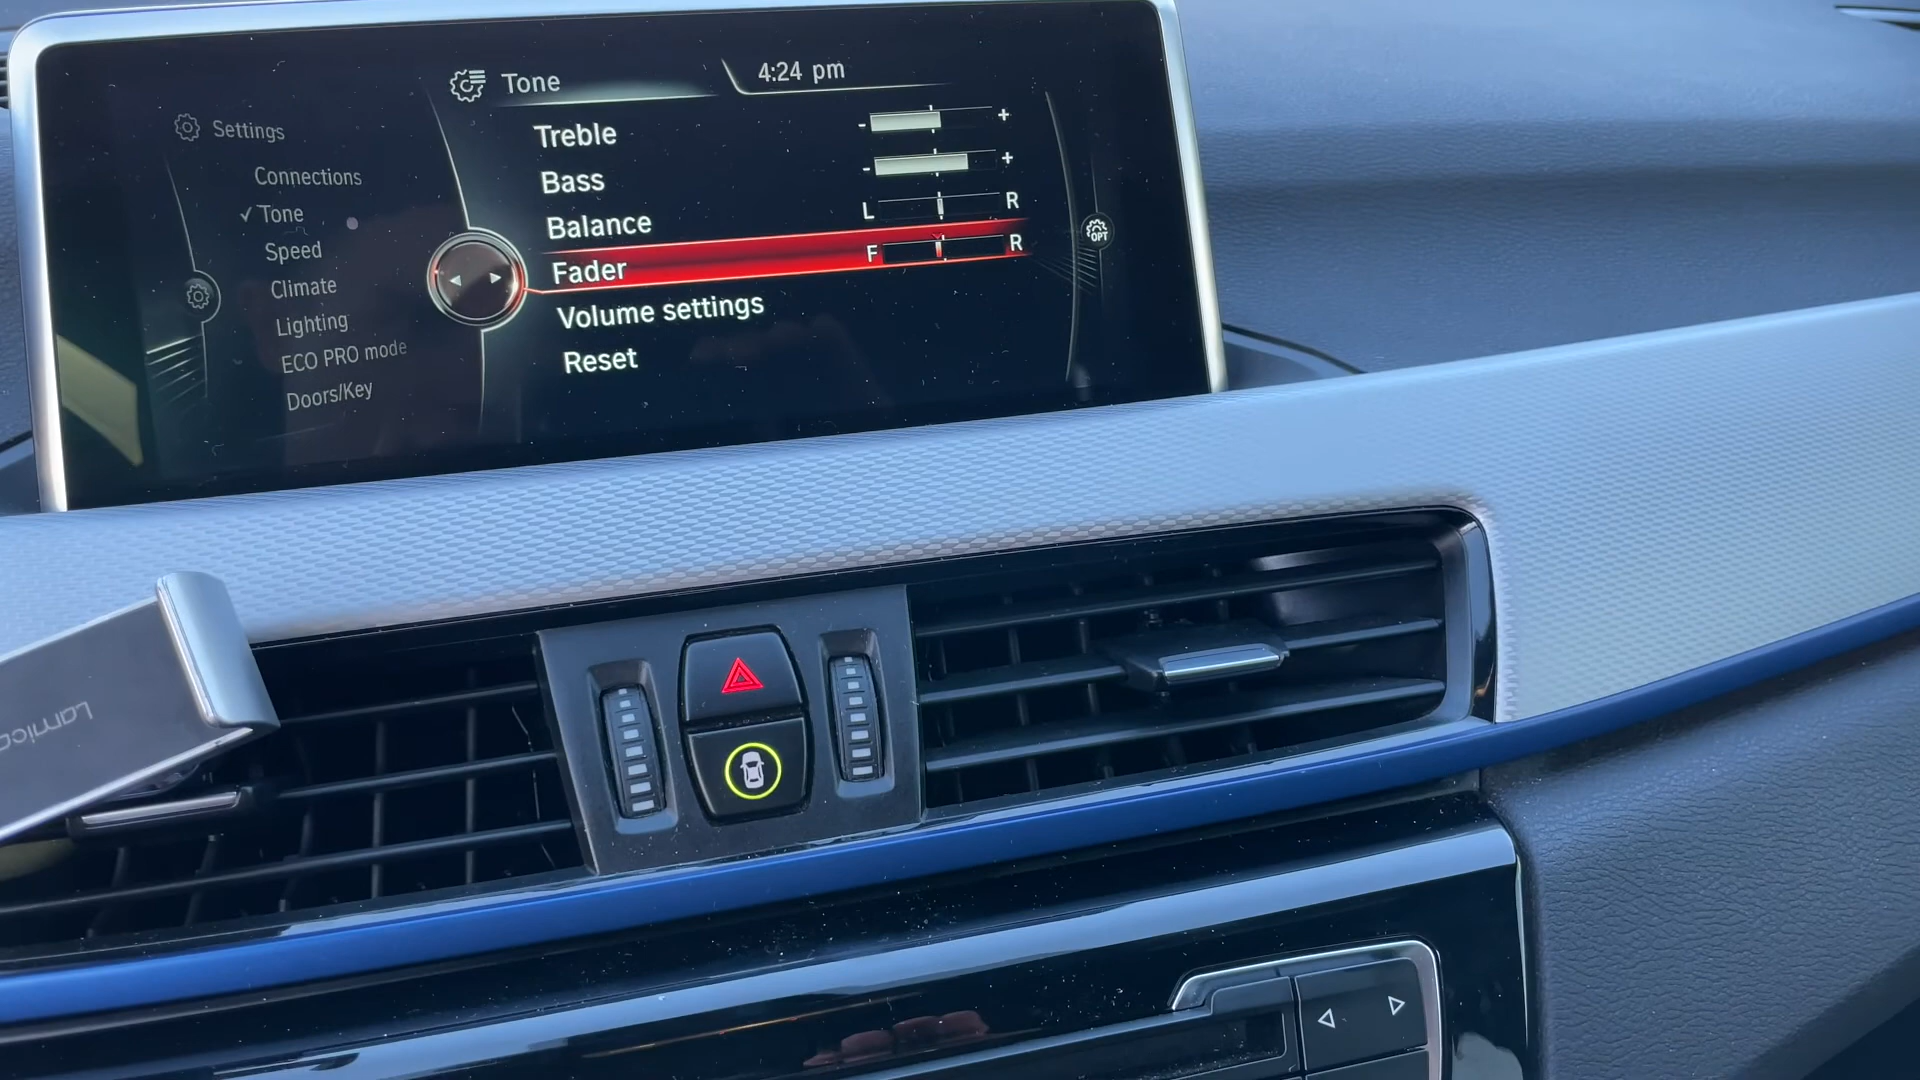 Tone
4:24 pm
Settings
Connections
✓ Tone
Speed
Climate
Lighting
ECO PRO mode
Doors/Key
Treble - +
Bass - +
Balance L R
Fader F R
Volume settings
Reset
OPT